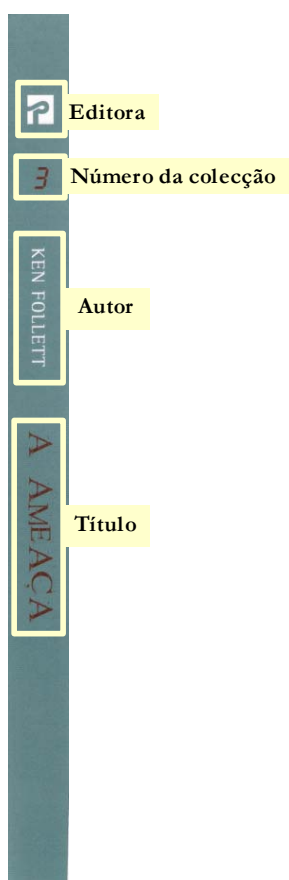 Editora
3
Número da colecção
KEN FOLLETT
Autor
A AMEAÇA
Título